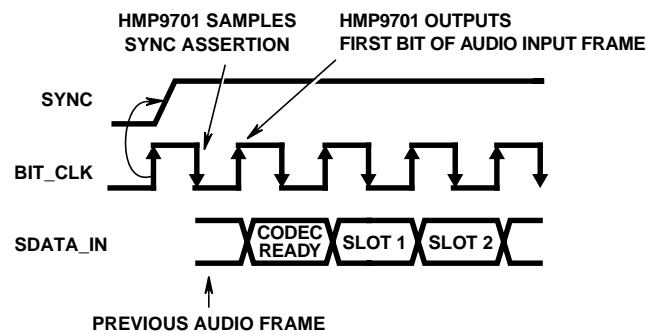 HMP9701 SAMPLES
SYNC ASSERTION
HMP9701 OUTPUTS
FIRST BIT OF AUDIO INPUT FRAME
SYNC
BIT_CLK
SDATA_IN
CODEC
READY
SLOT 1
SLOT 2
PREVIOUS AUDIO FRAME